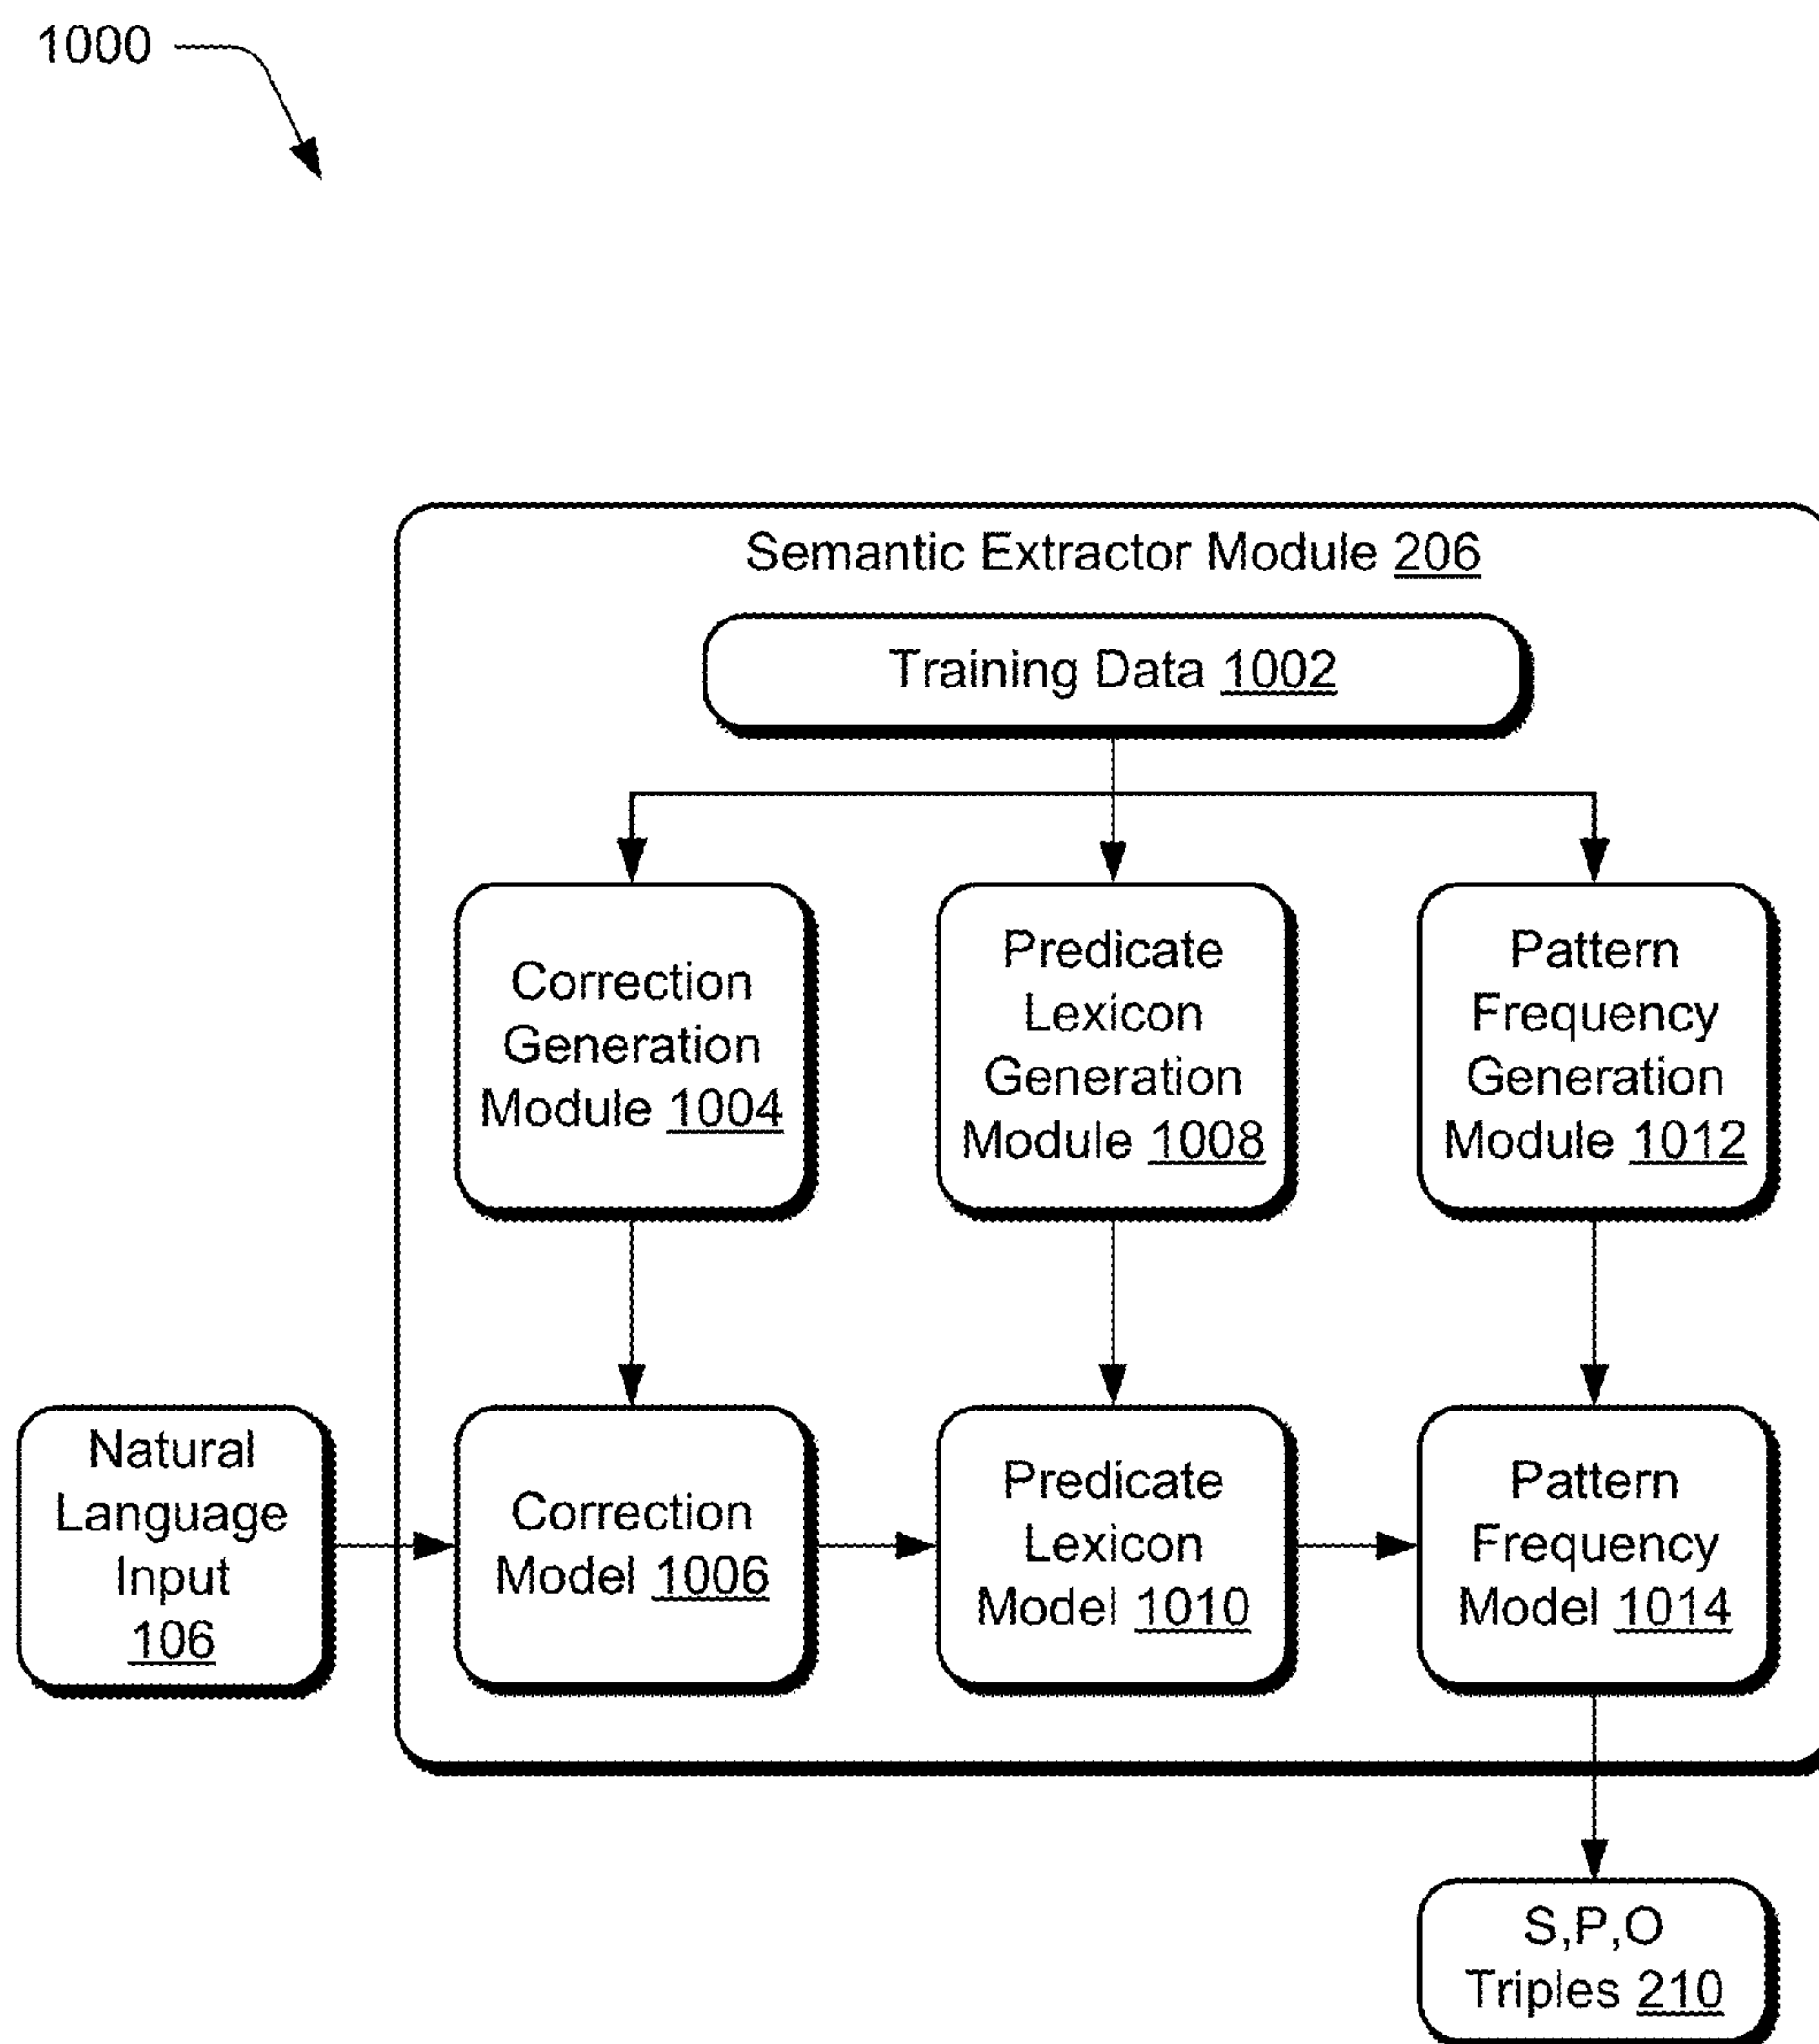 1000
Semantic Extractor Module 206
Training Data 1002
Correction
Generation
Module 1004
Predicate
Lexicon
Generation
Module 1008
Pattern
Frequency
Generation
Module 1012
Natural
Language
Input
106
Correction
Model 1006
Predicate
Lexicon
Model 1010
Pattern
Frequency
Model 1014
S,P,O
Triples 210